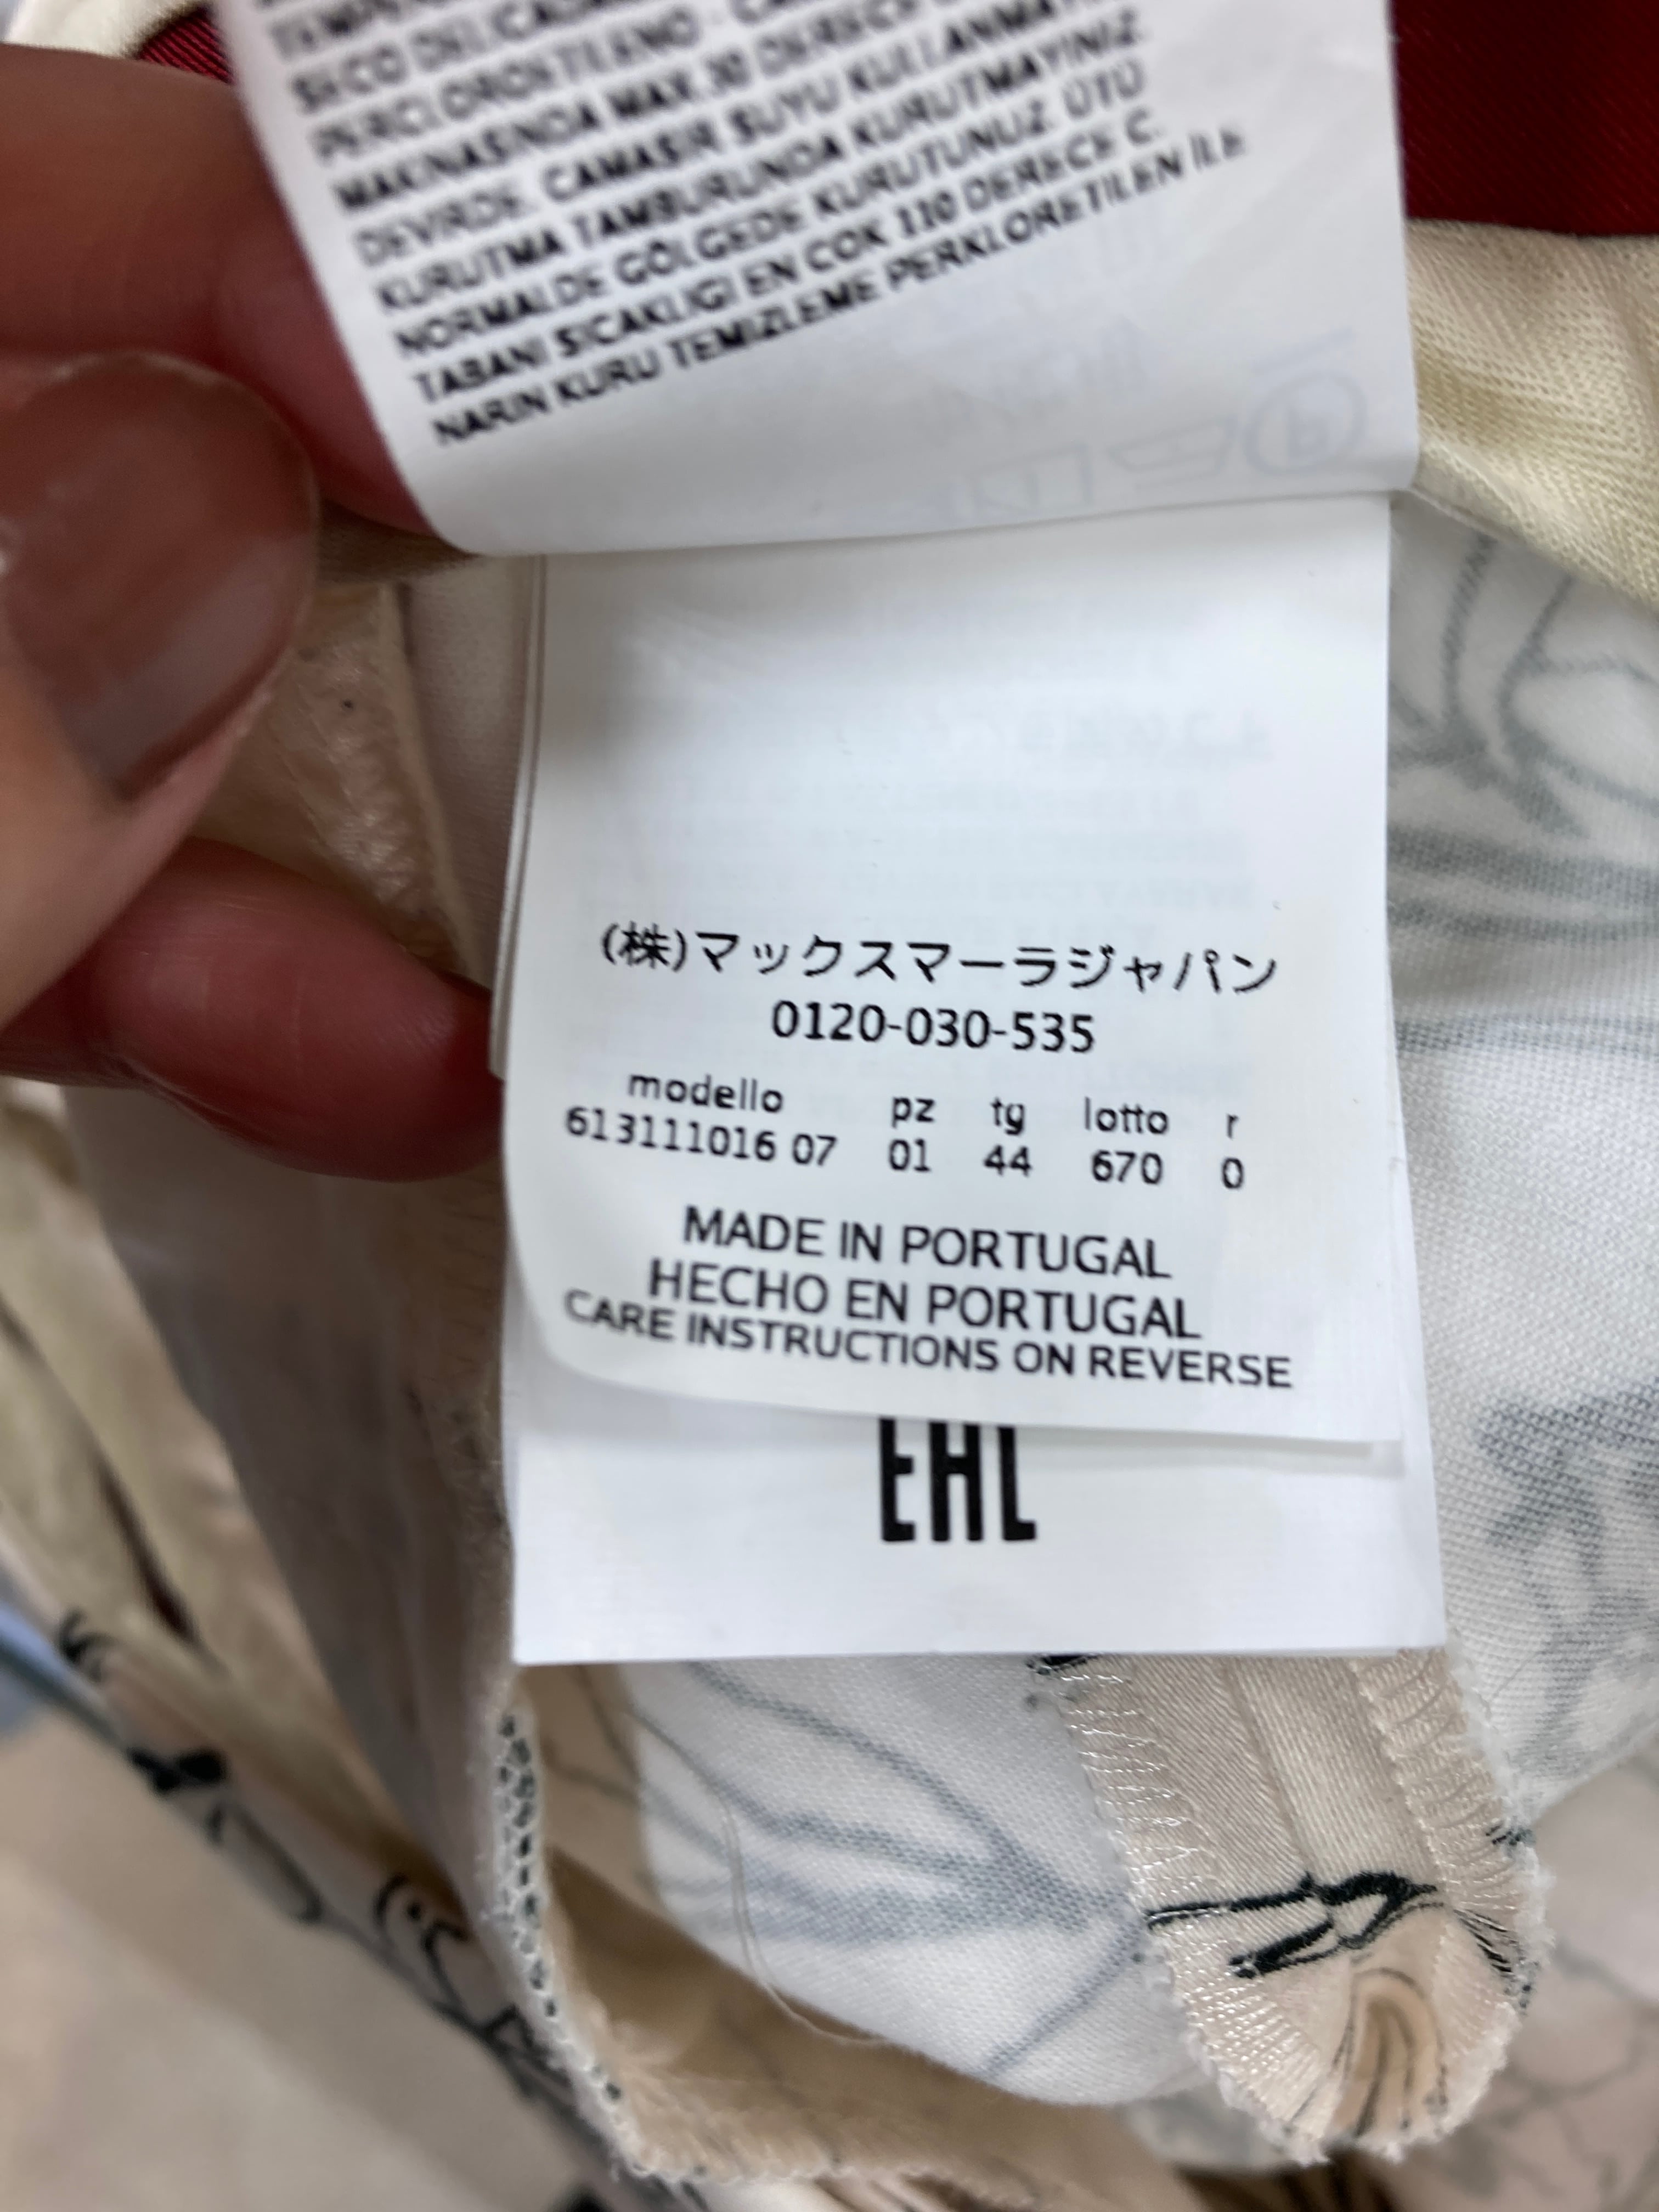 SECO DELICADO
PERCLOROETILENO
MAKINASINDA MAX 30 DERECE
DEVIRDE. CAMASIR SUYU KULLANMAYINIZ
KURUTMA TAMBURUNDA KURUTMAYINIZ
NORMALDE GÖLGEDE KURUTUNUZ ÜTÜ
TABANI SICAKLIGI EN COK 110 DERECE C.
NARIN KURU TEMIZLEME PERKLORETILEN ILE
(株)マックスマーラジャパン
0120-030-535
modello pz tg lotto r
613111016 07 01 44 670 0
MADE IN PORTUGAL
HECHO EN PORTUGAL
CARE INSTRUCTIONS ON REVERSE
EAC